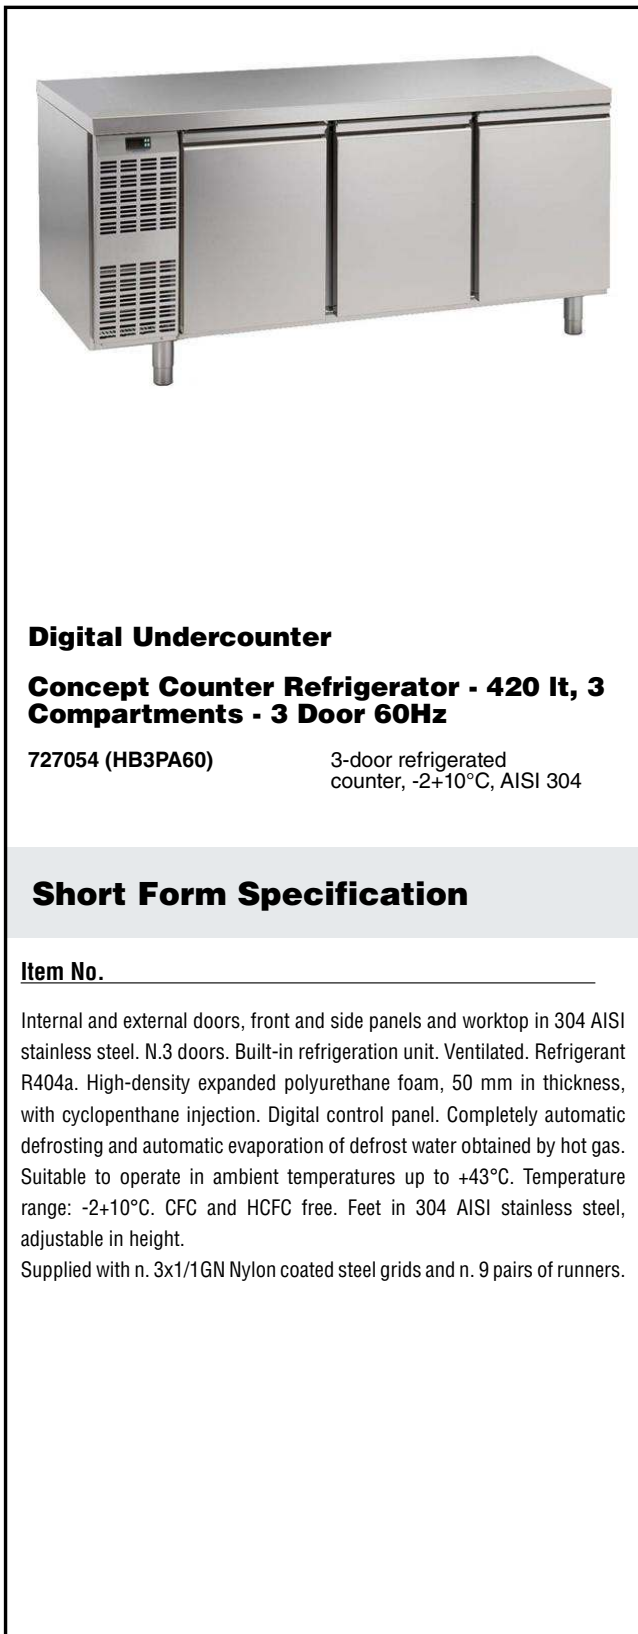 Digital Undercounter
Concept Counter Refrigerator - 420 lt, 3
Compartments - 3 Door 60Hz
727054 (HB3PA60)
3-door refrigerated
counter, -2+10°C, AISI 304
Short Form Specification
Item No.
Internal and external doors, front and side panels and worktop in 304 AISI
stainless steel. N.3 doors. Built-in refrigeration unit. Ventilated. Refrigerant
R404a. High-density expanded polyurethane foam, 50 mm in thickness,
with cyclopenthane injection. Digital control panel. Completely automatic
defrosting and automatic evaporation of defrost water obtained by hot gas.
Suitable to operate in ambient temperatures up to +43°C. Temperature
range: -2+10°C. CFC and HCFC free. Feet in 304 AISI stainless steel,
adjustable in height.
Supplied with n. 3x1/1GN Nylon coated steel grids and n. 9 pairs of runners.